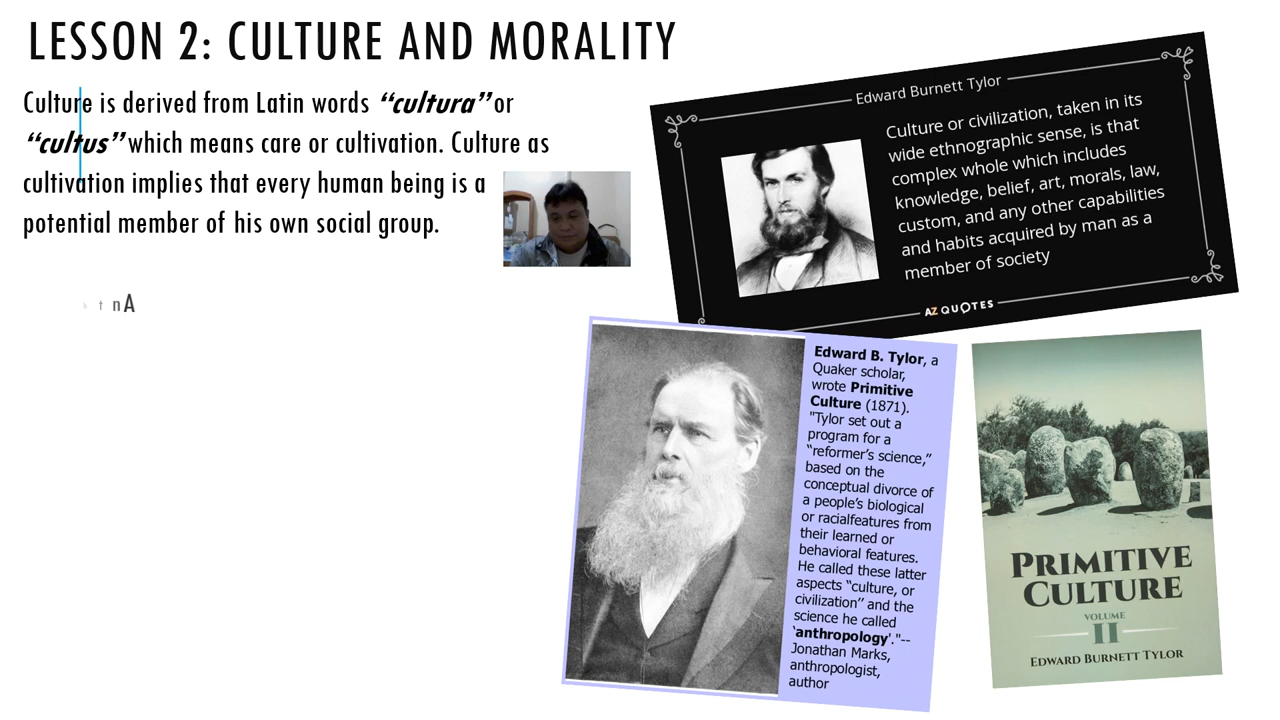 LESSON 2: CULTURE AND MORALITY
Culture is derived from Latin words “cultura” or
“cultus” which means care or cultivation. Culture as
cultivation implies that every human being is a
potential member of his own social group.
t nA
Edward Burnett Tylor
Culture or civilization, taken in its
wide ethnographic sense, is that
complex whole which includes
knowledge, belief, art, morals, law,
custom, and any other capabilities
and habits acquired by man as a
member of society
AZ QUOTES
Edward B. Tylor, a
Quaker scholar,
wrote Primitive
Culture (1871).
"Tylor set out a
program for a
“reformer’s science,”
based on the
conceptual divorce of
a people’s biological
or racialfeatures from
their learned or
behavioral features.
He called these latter
aspects “culture, or
civilization” and the
science he called
‘anthropology’."--
Jonathan Marks,
anthropologist,
author
PRIMITIVE
CULTURE
VOLUME
II
EDWARD BURNETT TYLOR